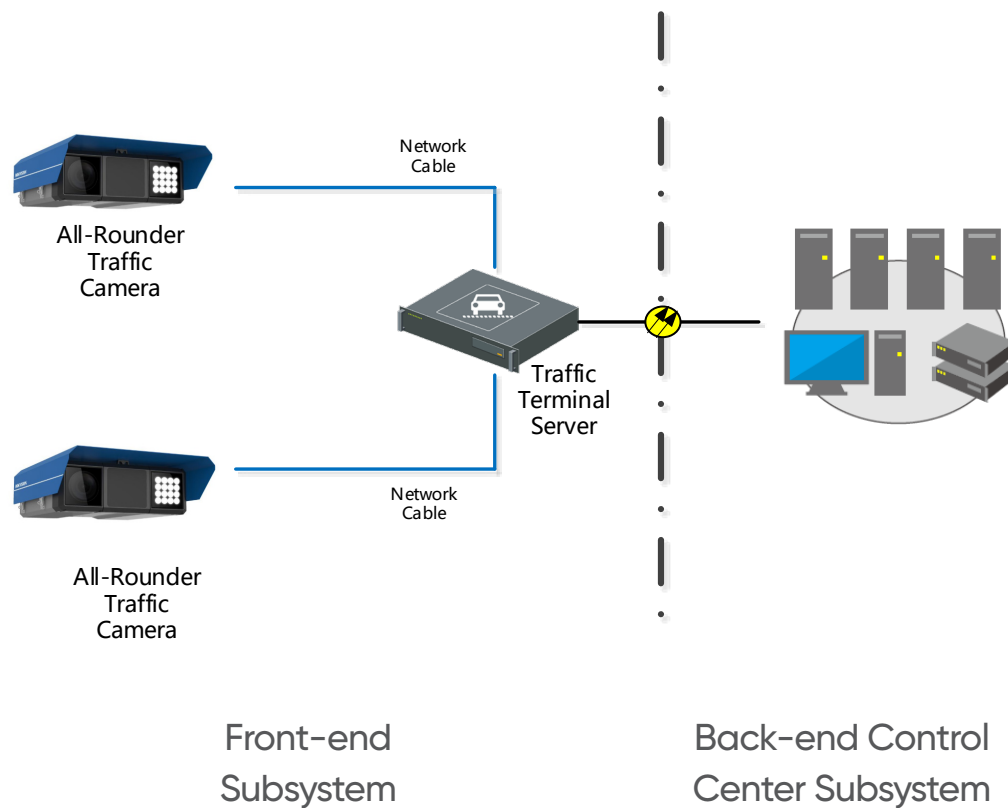 Network
Cable
All-Rounder
Traffic
Camera
Traffic
Terminal
Server
Network
Cable
All-Rounder
Traffic
Camera
Front-end
Subsystem
Back-end Control
Center Subsystem